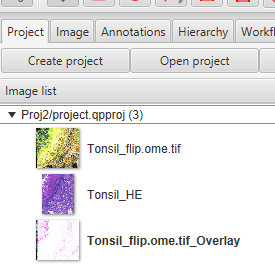 Project Image Annotations Hierarchy
Create project Open project
Image list
Proj2/project.qpproj (3)
Tonsil_flip.ome.tif
Tonsil_HE
Tonsil_flip.ome.tif_Overlay